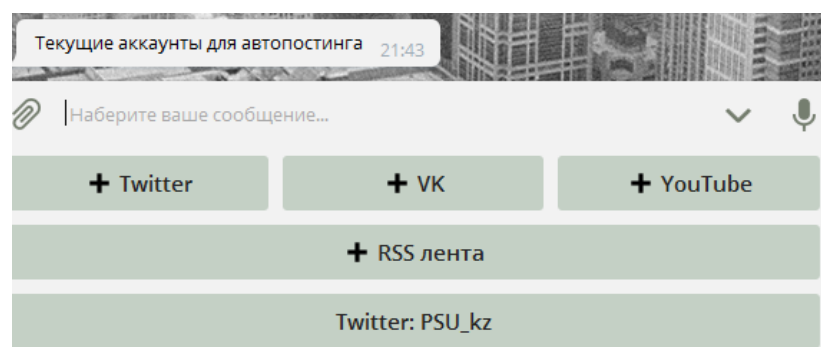 Текущие аккаунты для автопостинга 21:43
Наберите ваше сообщение...
+ Twitter + VK + YouTube
+ RSS лента
Twitter: PSU_kz